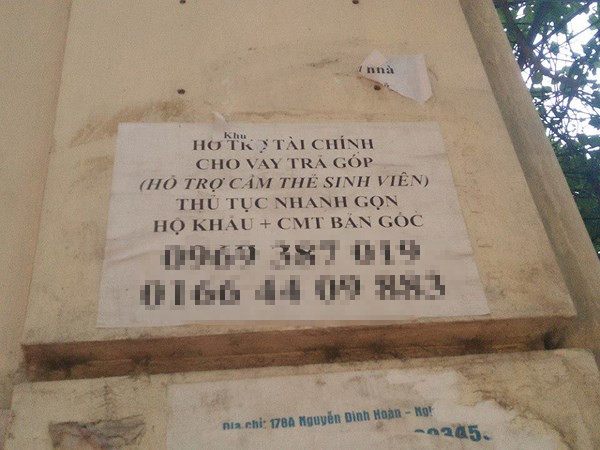 nhà
Khu
HỖ TRỢ TÀI CHÍNH
CHO VAY TRẢ GÓP
(HỖ TRỢ CẦM THẺ SINH VIÊN)
THỦ TỤC NHANH GỌN
HỘ KHẨU + CMT BẢN GỐC
Địa chỉ: 178A Nguyễn Đình Hoàn -